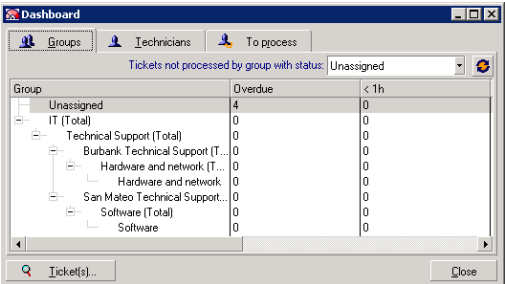 Dashboard
Groups Technicians To process
Tickets not processed by group with status: Unassigned
Group Overdue < 1h
Unassigned 4 0
IT (Total) 0 0
Technical Support (Total) 0 0
Burbank Technical Support (T... 0 0
Hardware and network (T... 0 0
Hardware and network 0 0
San Mateo Technical Support... 0 0
Software (Total) 0 0
Software 0 0
Ticket(s)... Close